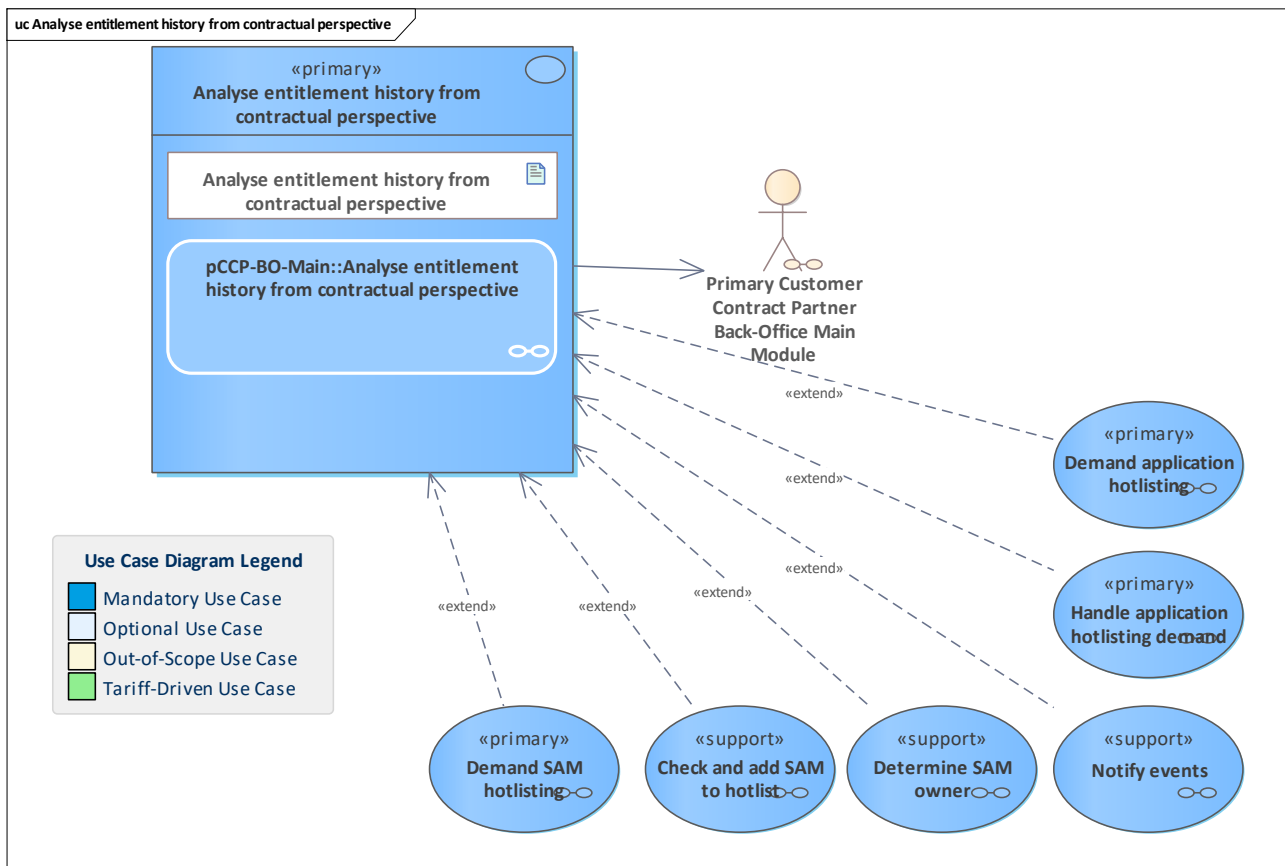 uc Analyse entitlement history from contractual perspective
«primary»
Analyse entitlement history from
contractual perspective
Analyse entitlement history from
contractual perspective
pCCP-BO-Main::Analyse entitlement
history from contractual perspective
Primary Customer
Contract Partner
Back-Office Main
Module
«extend»
«primary»
Demand application
hotlisting
«extend»
«extend»
«primary»
Handle application
hotlisting demand
«extend»
«extend»
«extend»
Use Case Diagram Legend
Mandatory Use Case
Optional Use Case
Out-of-Scope Use Case
Tariff-Driven Use Case
«primary»
Demand SAM
hotlisting
«support»
Check and add SAM
to hotlist
«support»
Determine SAM
owner
«support»
Notify events